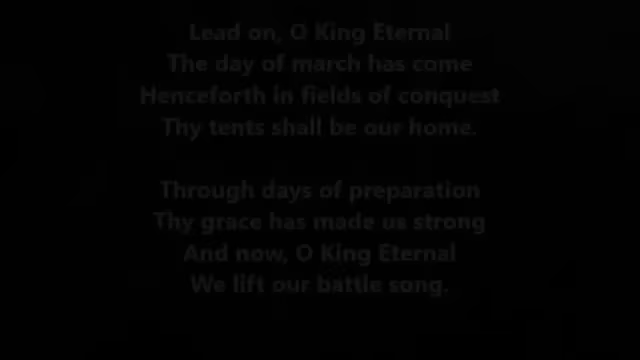 Lead on, O King Eternal
The day of march has come
Henceforth in fields of conquest
Thy tents shall be our home.
Through days of preparation
Thy grace has made us strong
And now, O King Eternal
We lift our battle song.